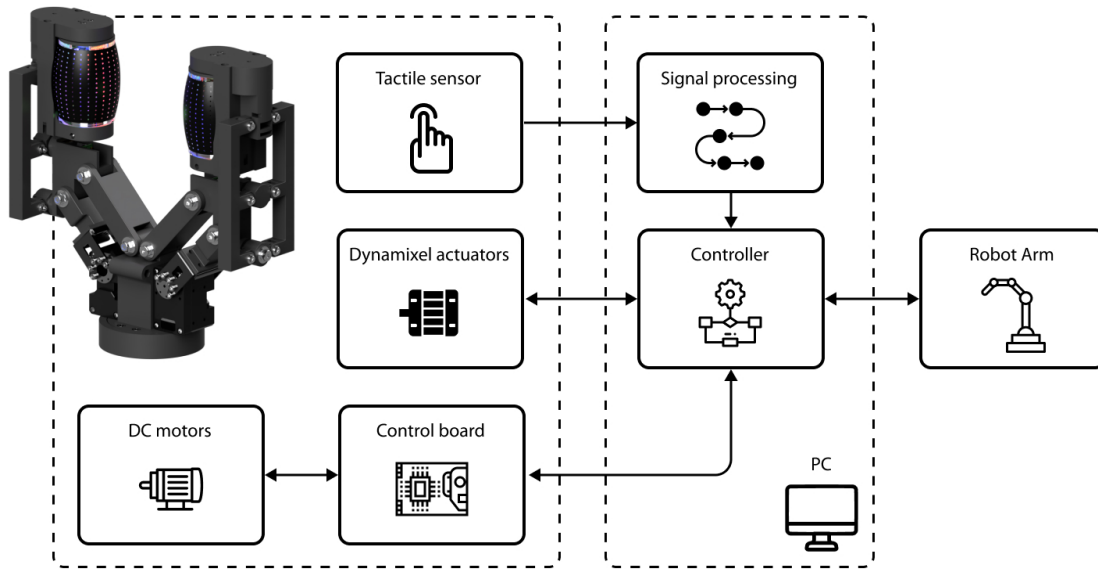 Tactile sensor
Signal processing
Dynamixel actuators
Controller
Robot Arm
DC motors
Control board
PC